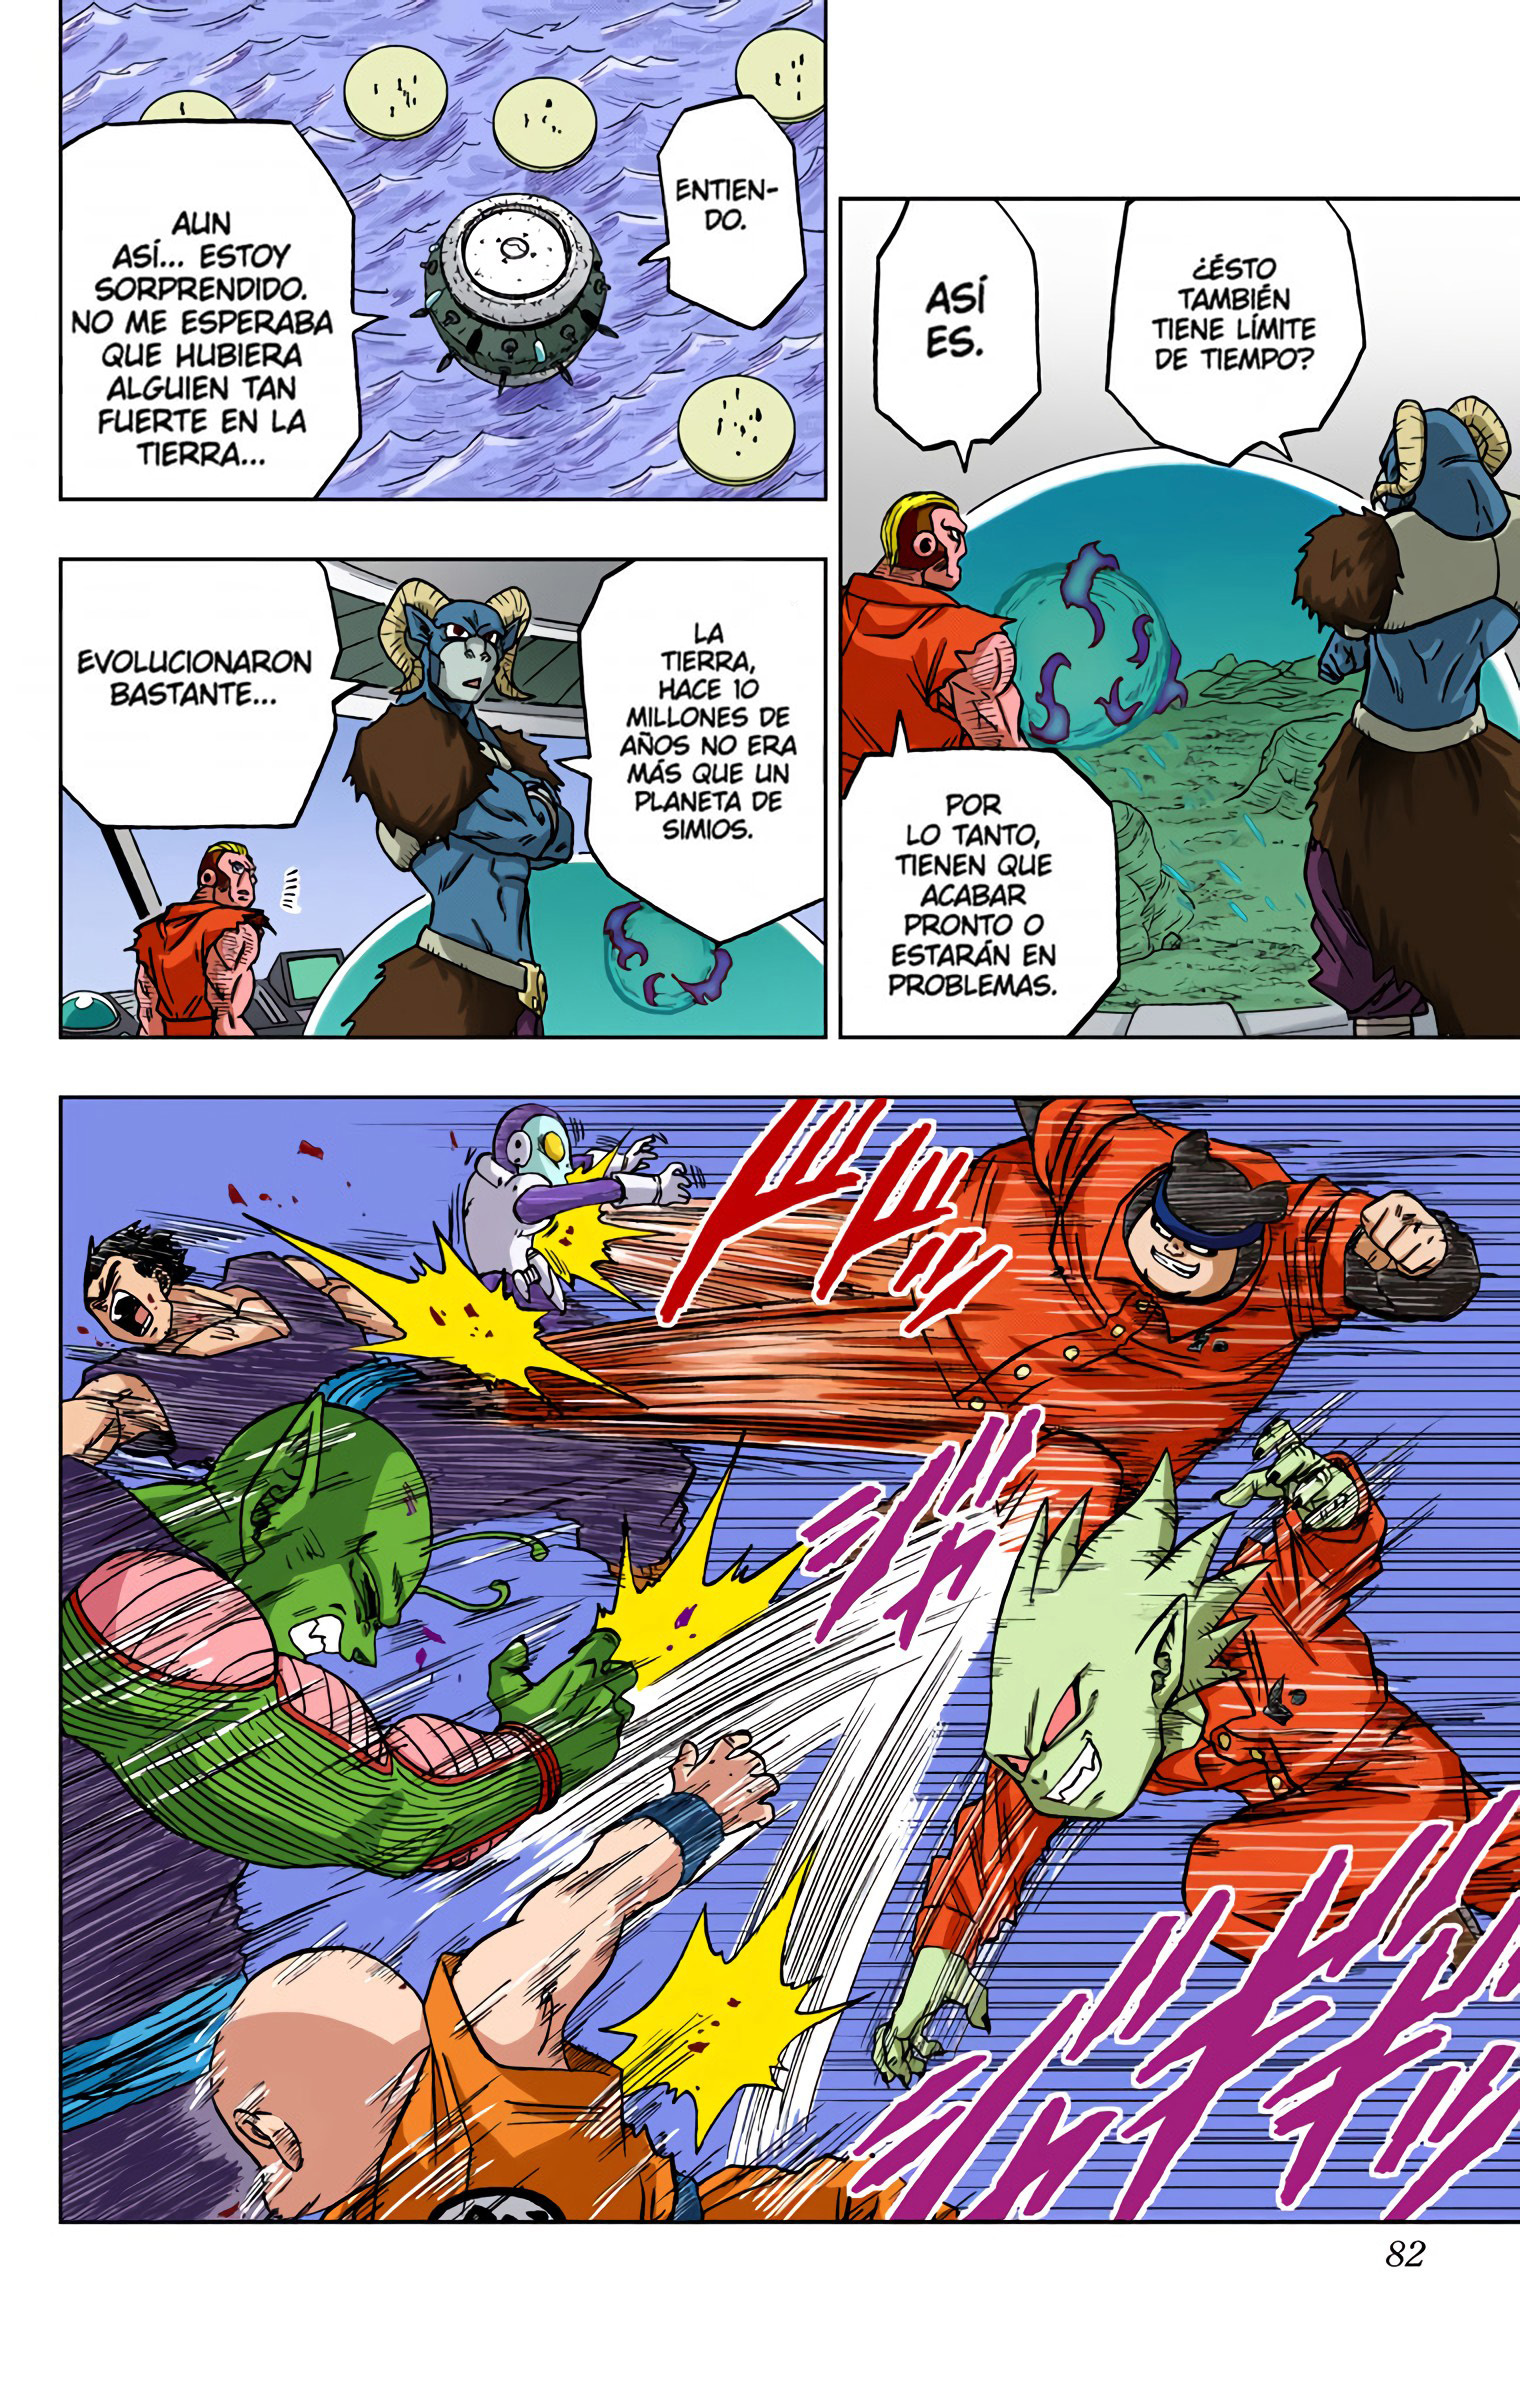 ¿ÉSTO
TAMBIÉN
TIENE LÍMITE
DE TIEMPO?
ASÍ
ES.
POR
LO TANTO,
TIENEN QUE
ACABAR
PRONTO O
ESTARÁN EN
PROBLEMAS.
ENTIEN-
DO.
AUN
ASÍ... ESTOY
SORPRENDIDO.
NO ME ESPERABA
QUE HUBIERA
ALGUIEN TAN
FUERTE EN LA
TIERRA...
LA
TIERRA,
HACE 10
MILLONES DE
AÑOS NO ERA
MÁS QUE UN
PLANETA DE
SIMIOS.
EVOLUCIONARON
BASTANTE...
82